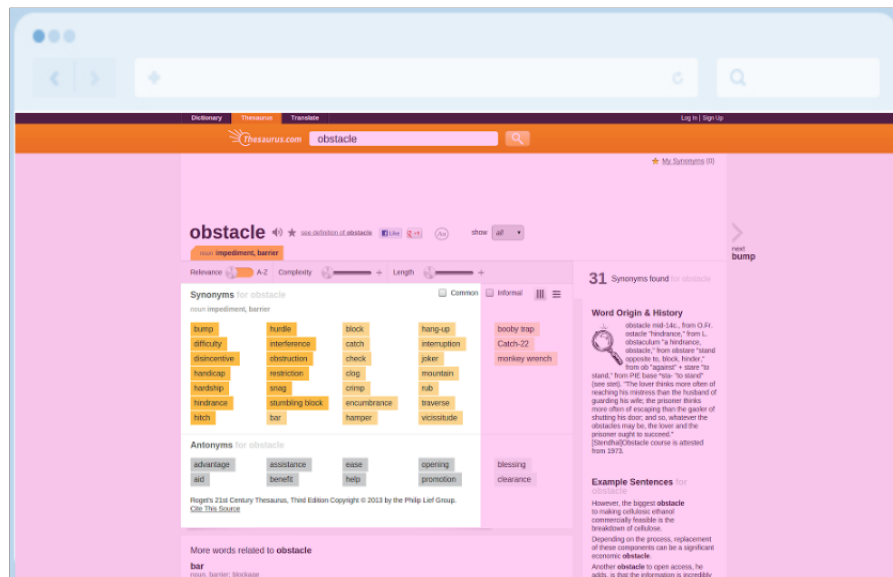 Dictionary Thesaurus Translate Log In | Sign Up
Thesaurus.com obstacle
My Synonyms (0)
obstacle see definition of obstacle Like +1 show all
noun impediment, barrier
next
bump
Relevance A-Z Complexity Length
31 Synonyms found for obstacle
Synonyms for obstacle Common Informal
noun impediment, barrier
bump hurdle block hang-up booby trap
difficulty interference catch interruption Catch-22
disincentive obstruction check joker monkey wrench
handicap restriction clog mountain
hardship snag crimp rub
hindrance stumbling block encumbrance traverse
hitch bar hamper vicissitude
Antonyms for obstacle
advantage assistance ease opening blessing
aid benefit help promotion clearance
Roget's 21st Century Thesaurus, Third Edition Copyright © 2013 by the Philip Lief Group.
Cite This Source
More words related to obstacle
bar
noun. barrier; blockage
Word Origin & History
obstacle mid-14c., from O.Fr.
ostacle "hindrance," from L.
obstaculum "a hindrance,
obstacle," from obstare "stand
opposite to, block, hinder,"
from ob "against" + stare "to
stand," from PIE base *sta- "to stand"
(see stet). "The lover thinks more often of
reaching his mistress than the husband of
guarding his wife; the prisoner thinks
more often of escaping than the gaoler of
shutting his door; and so, whatever the
obstacles may be, the lover and the
prisoner ought to succeed."
[Stendhal]Obstacle course is attested
from 1973.
Example Sentences for
obstacle
However, the biggest obstacle
to making cellulosic ethanol
commercially feasible is the
breakdown of cellulose.
Depending on the process, replacement
of these components can be a significant
economic obstacle.
Another obstacle to open access, he
adds, is that the information is incredibly